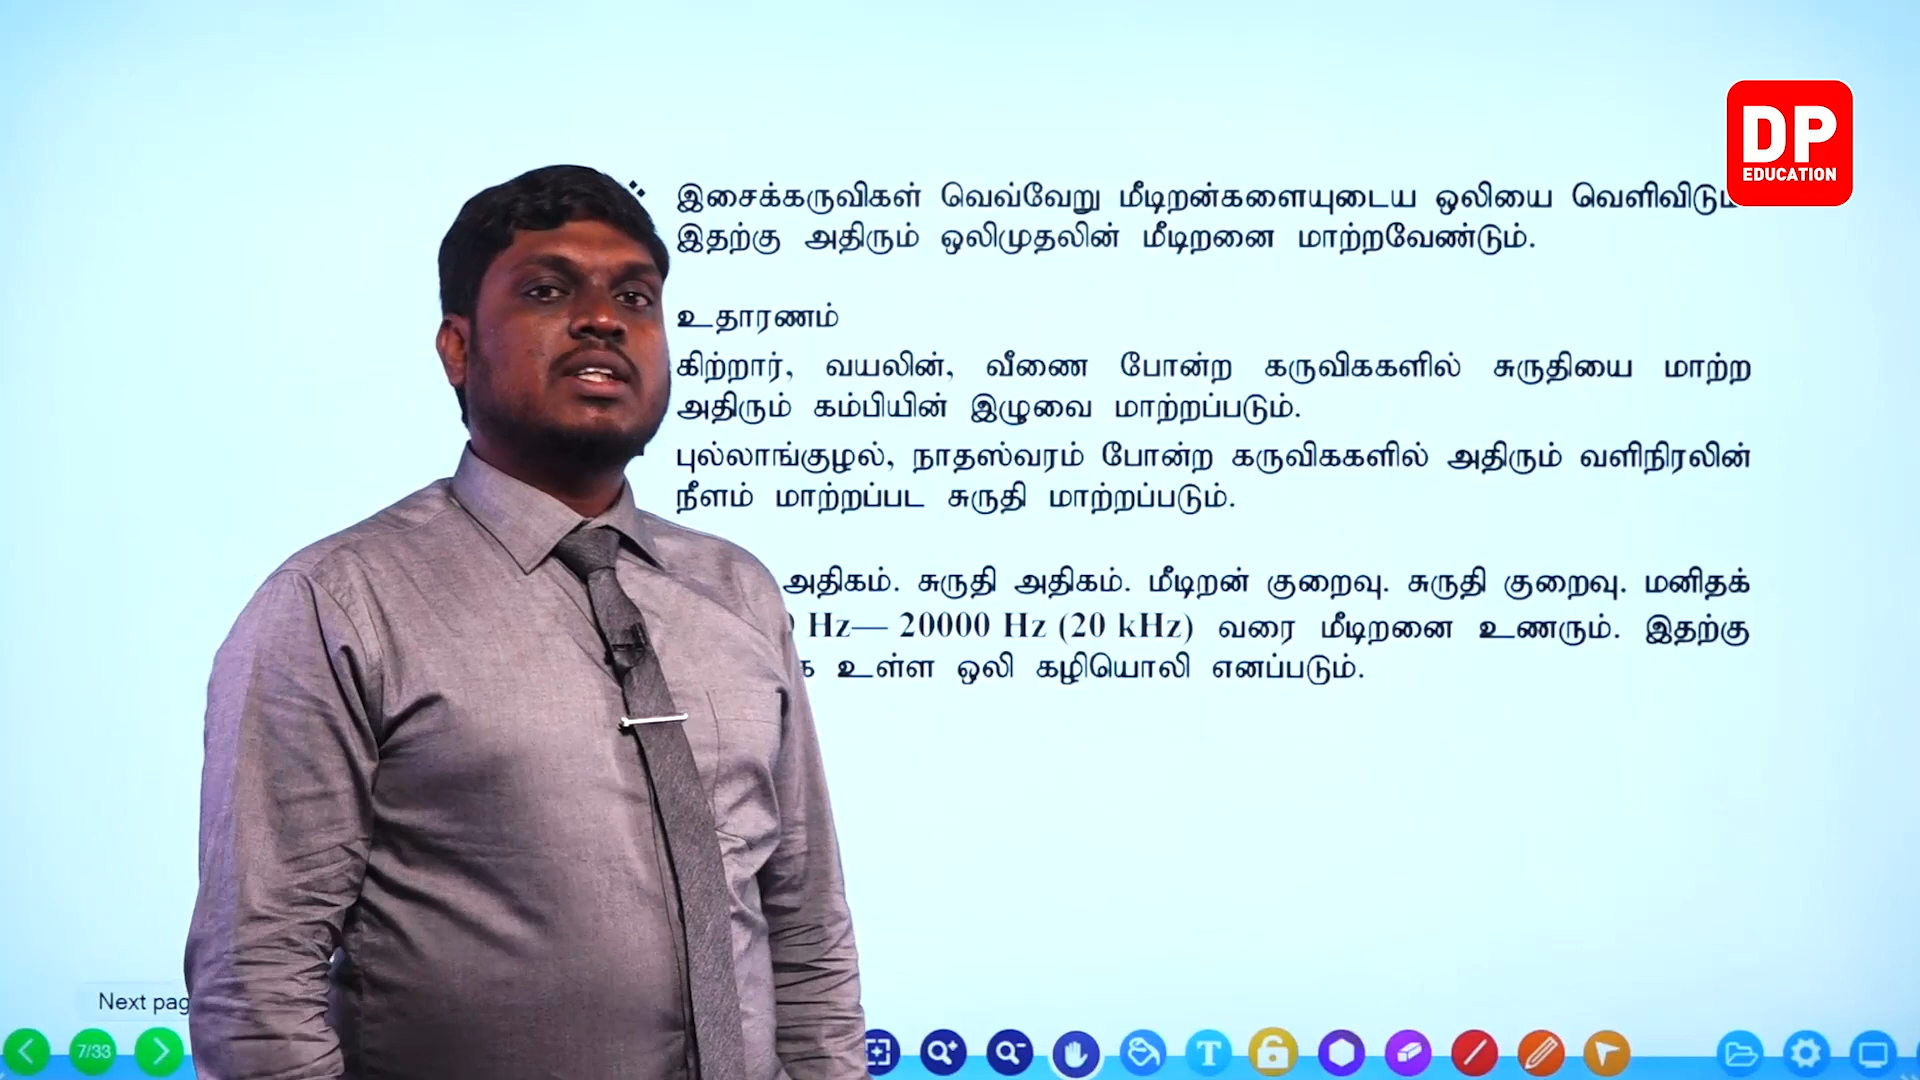 DP
EDUCATION
இசைக்கருவிகள் வெவ்வேறு மீடிறன்களையுடைய ஒலியை
இதற்கு அதிரும் ஒலிமுதலின் மீடிறனை மாற்றவேண்டும்.
உதாரணம்
கிற்றார், வயலின், வீணை போன்ற கருவிககளில் சுருதியை மாற்ற
அதிரும் கம்பியின் இழுவை மாற்றப்படும்.
புல்லாங்குழல், நாதஸ்வரம் போன்ற கருவிககளில் அதிரும் வளிநிரலின்
நீளம் மாற்றப்பட சுருதி மாற்றப்படும்.
அதிகம். சுருதி அதிகம். மீடிறன் குறைவு. சுருதி குறைவு. மனிதக்
Hz— 20000 Hz (20 kHz) வரை மீடிறனை உணரும். இதற்கு
உள்ள ஒலி கழியொலி எனப்படும்.
Next
7/33
T